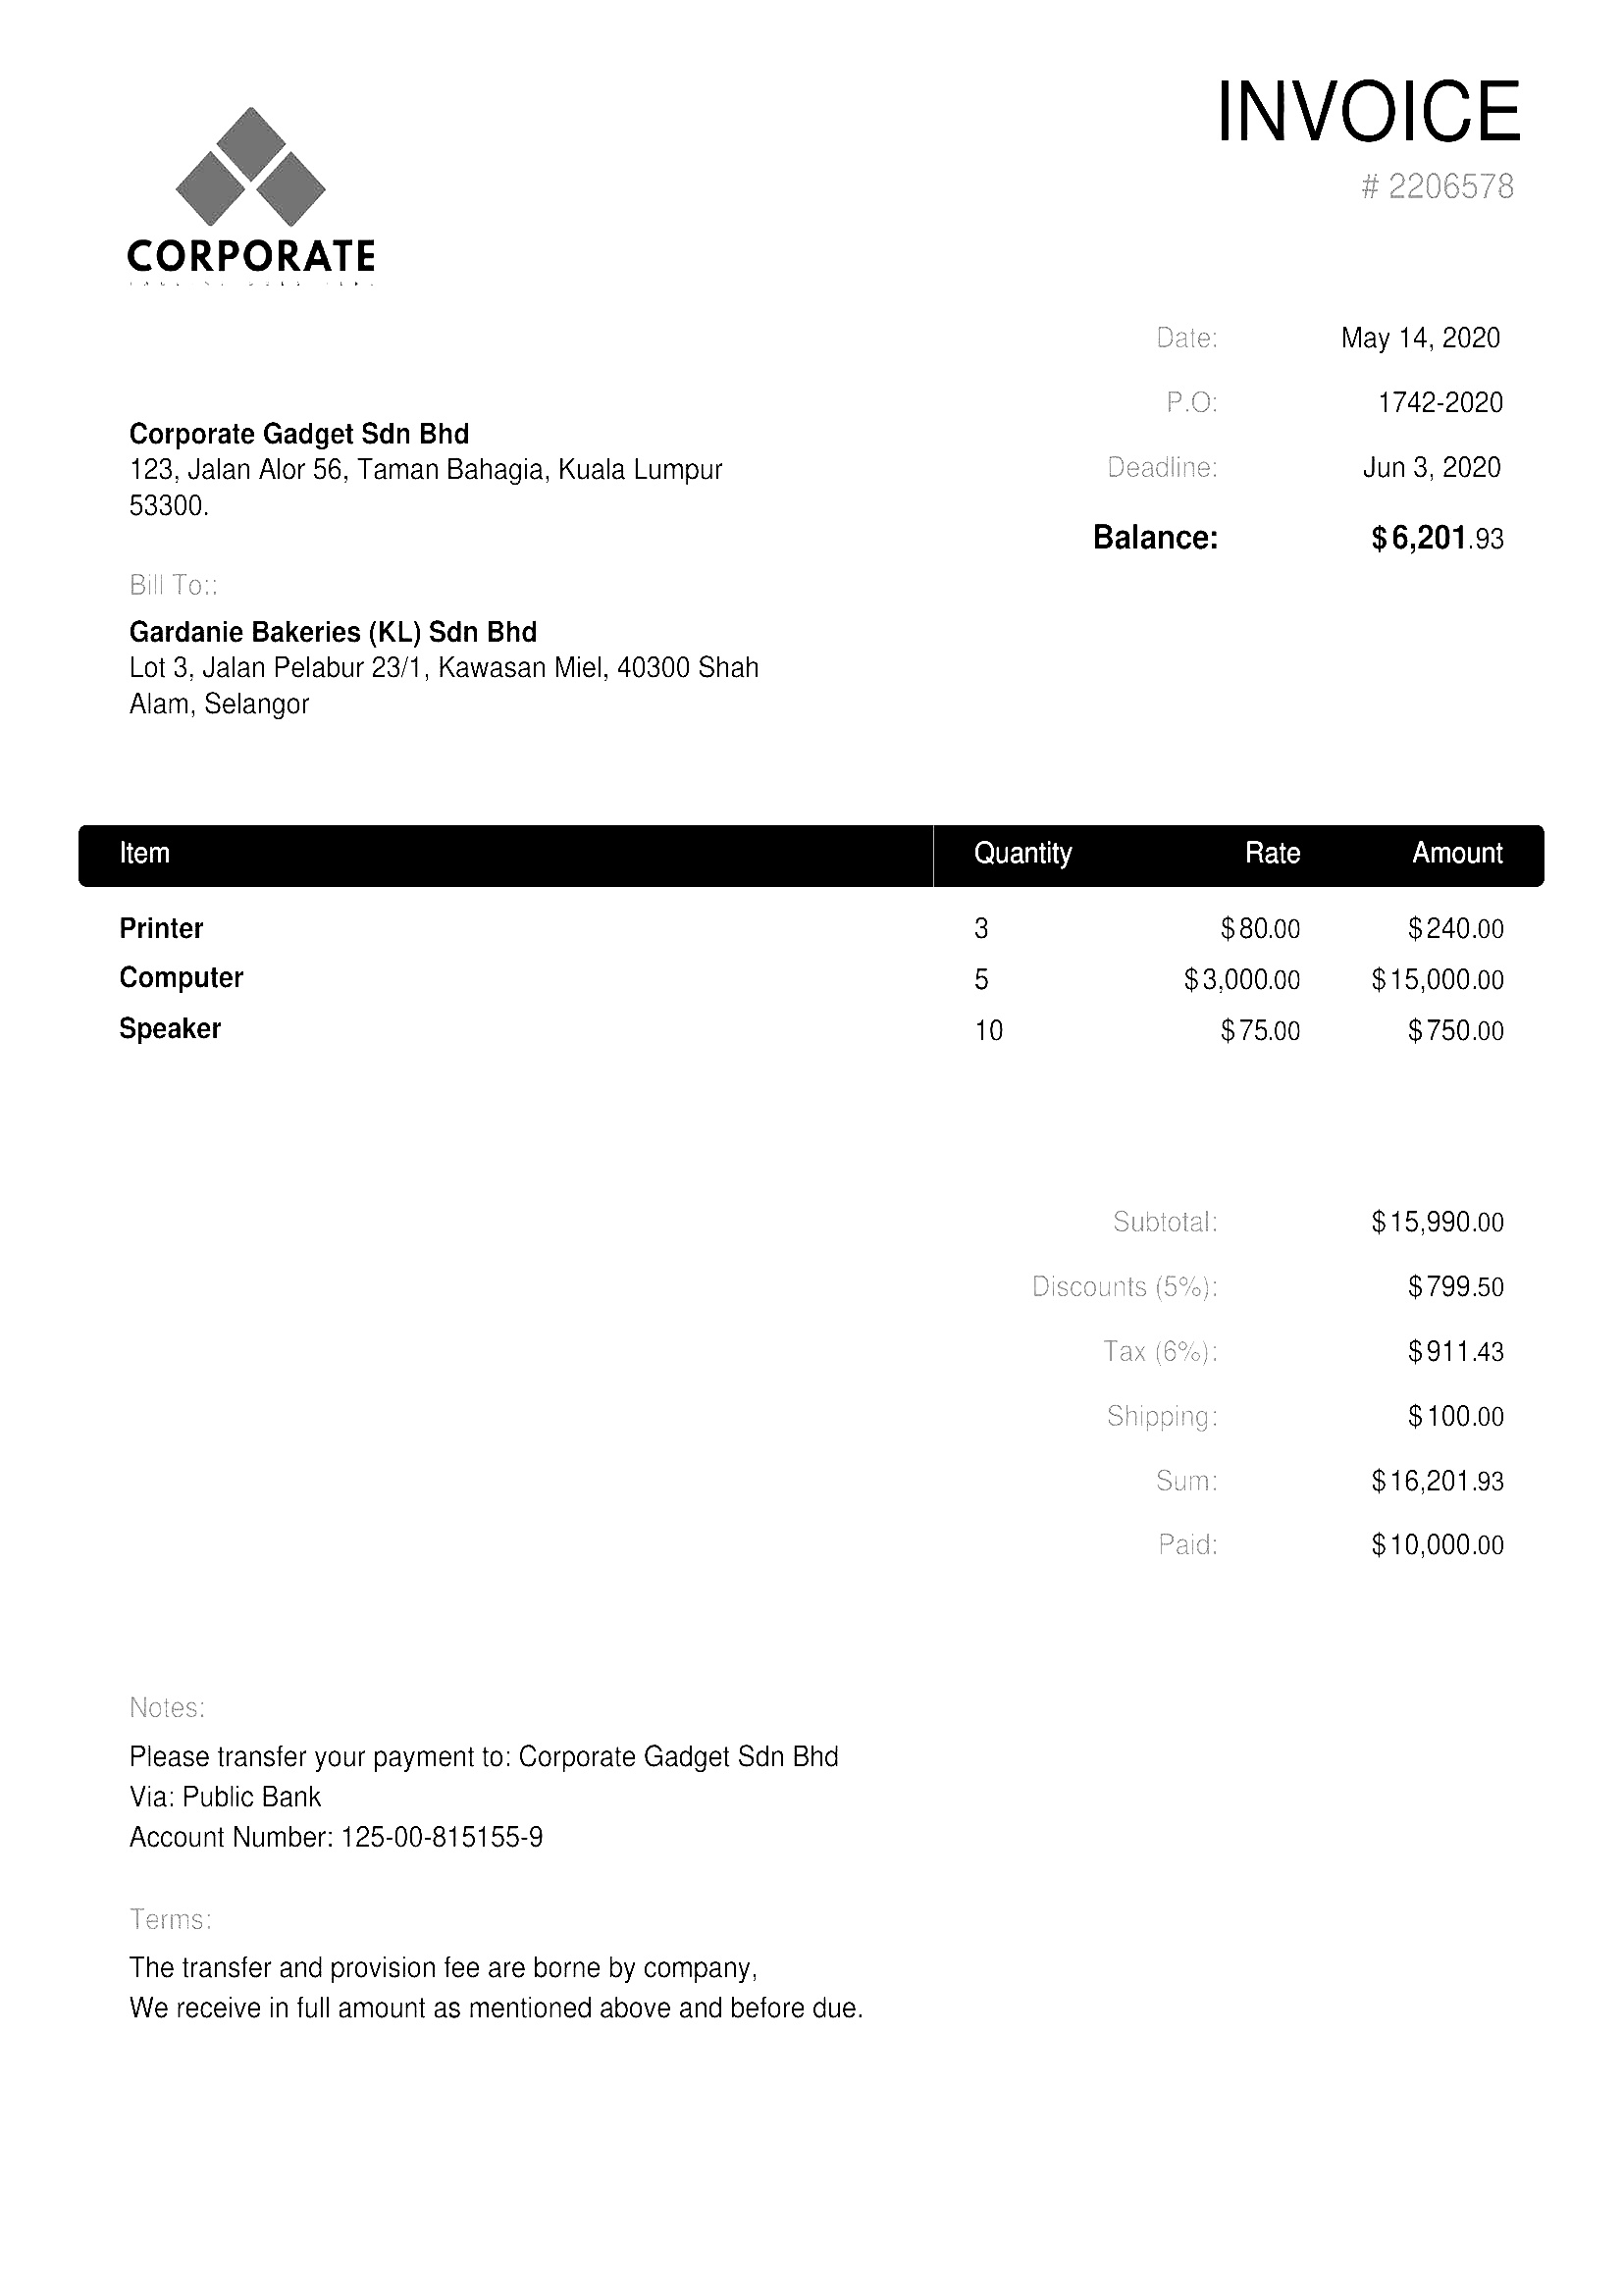 INVOICE
# 2206578
CORPORATE
Date: May 14, 2020
P.O: 1742-2020
Deadline: Jun 3, 2020
Balance: $6,201.93
Corporate Gadget Sdn Bhd
123, Jalan Alor 56, Taman Bahagia, Kuala Lumpur
53300.
Bill To::
Gardanie Bakeries (KL) Sdn Bhd
Lot 3, Jalan Pelabur 23/1, Kawasan Miel, 40300 Shah
Alam, Selangor
Item Quantity Rate Amount
Printer 3 $80.00 $240.00
Computer 5 $3,000.00 $15,000.00
Speaker 10 $75.00 $750.00
Subtotal: $15,990.00
Discounts (5%): $799.50
Tax (6%): $911.43
Shipping: $100.00
Sum: $16,201.93
Paid: $10,000.00
Notes:
Please transfer your payment to: Corporate Gadget Sdn Bhd
Via: Public Bank
Account Number: 125-00-815155-9
Terms:
The transfer and provision fee are borne by company,
We receive in full amount as mentioned above and before due.